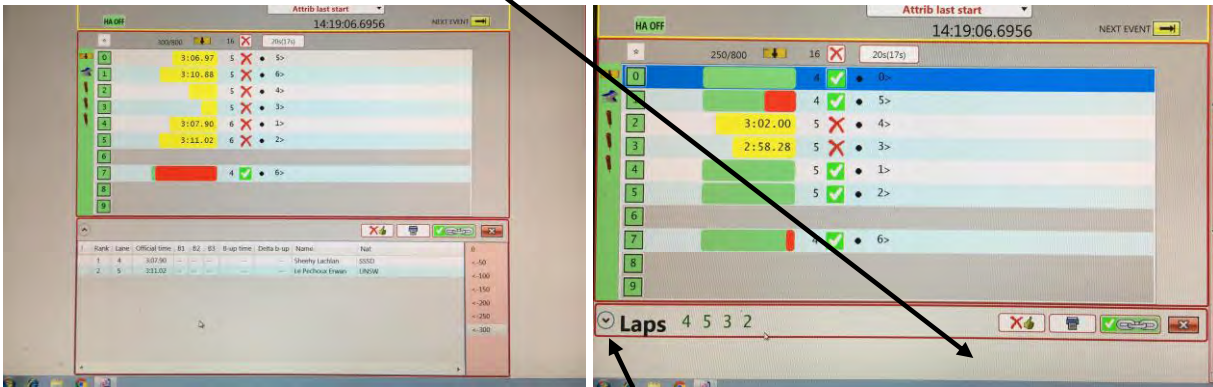 Attrib last start
HA OFF
14:19:06.6956
NEXT EVENT
300/800 16 20s(17s)
0 3:06.97 5 5>
1 3:10.88 5 6>
2 5 4>
3 5 3>
4 3:07.90 6 1>
5 3:11.02 6 2>
6
7 4 6>
8
9
Rank Lane Official time B1 B2 B3 B-up time Delta b-up Name Nat
1 4 3:07.90 Sheehy Lachlan SSSD
2 5 3:11.02 Le Pechoux Erwan UNSW
0
<-50
<-100
<-150
<-200
<-250
<-300
Attrib last start
HA OFF
14:19:06.6956
NEXT EVENT
250/800 16 20s(17s)
0 4 0>
4 5>
2 3:02.00 5 4>
3 2:58.28 5 3>
4 5 1>
5 5 2>
6
7 4 6>
8
9
Laps 4 5 3 2